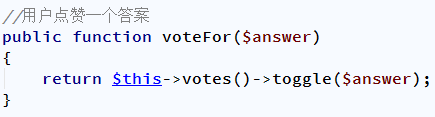 //用户点赞一个答案
public function voteFor($answer)
{
    return $this->votes()->toggle($answer);
}